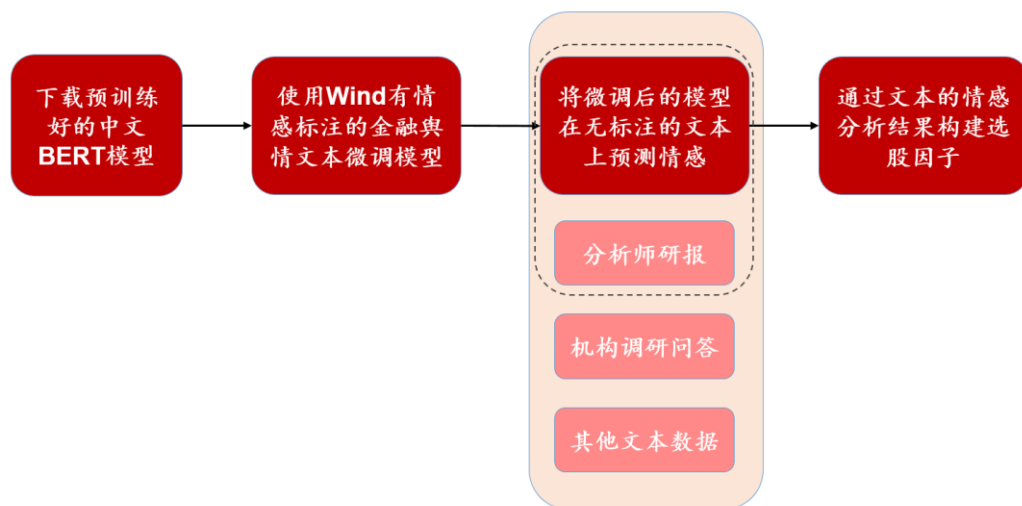 下载预训练
好的中文
BERT模型
使用Wind有情
感标注的金融舆
情文本微调模型
将微调后的模型
在无标注的文本
上预测情感
分析师研报
机构调研问答
其他文本数据
通过文本的情感
分析结果构建选
股因子